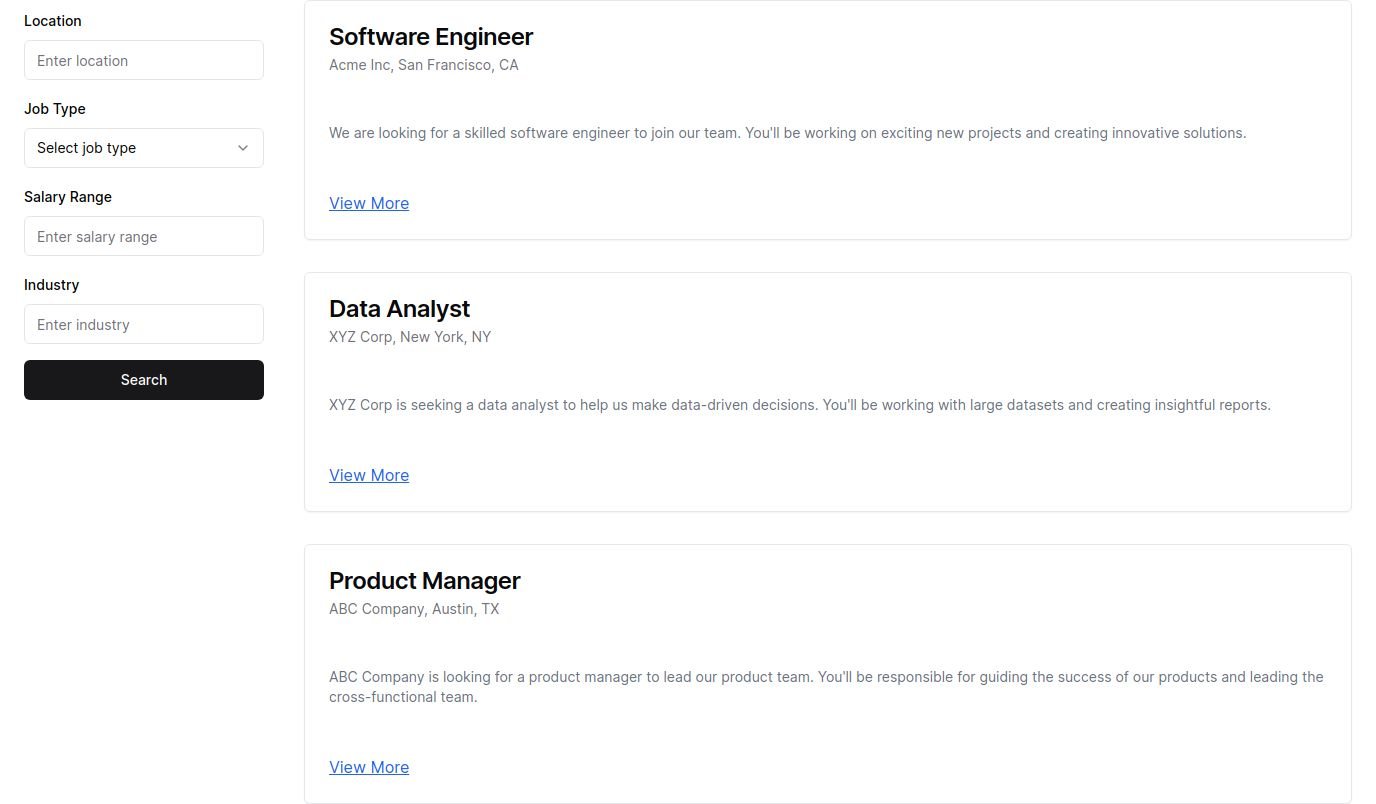 Location
Enter location
Job Type
Select job type
Salary Range
Enter salary range
Industry
Enter industry
Search
Software Engineer
Acme Inc, San Francisco, CA
We are looking for a skilled software engineer to join our team. You'll be working on exciting new projects and creating innovative solutions.
View More
Data Analyst
XYZ Corp, New York, NY
XYZ Corp is seeking a data analyst to help us make data-driven decisions. You'll be working with large datasets and creating insightful reports.
View More
Product Manager
ABC Company, Austin, TX
ABC Company is looking for a product manager to lead our product team. You'll be responsible for guiding the success of our products and leading the
cross-functional team.
View More